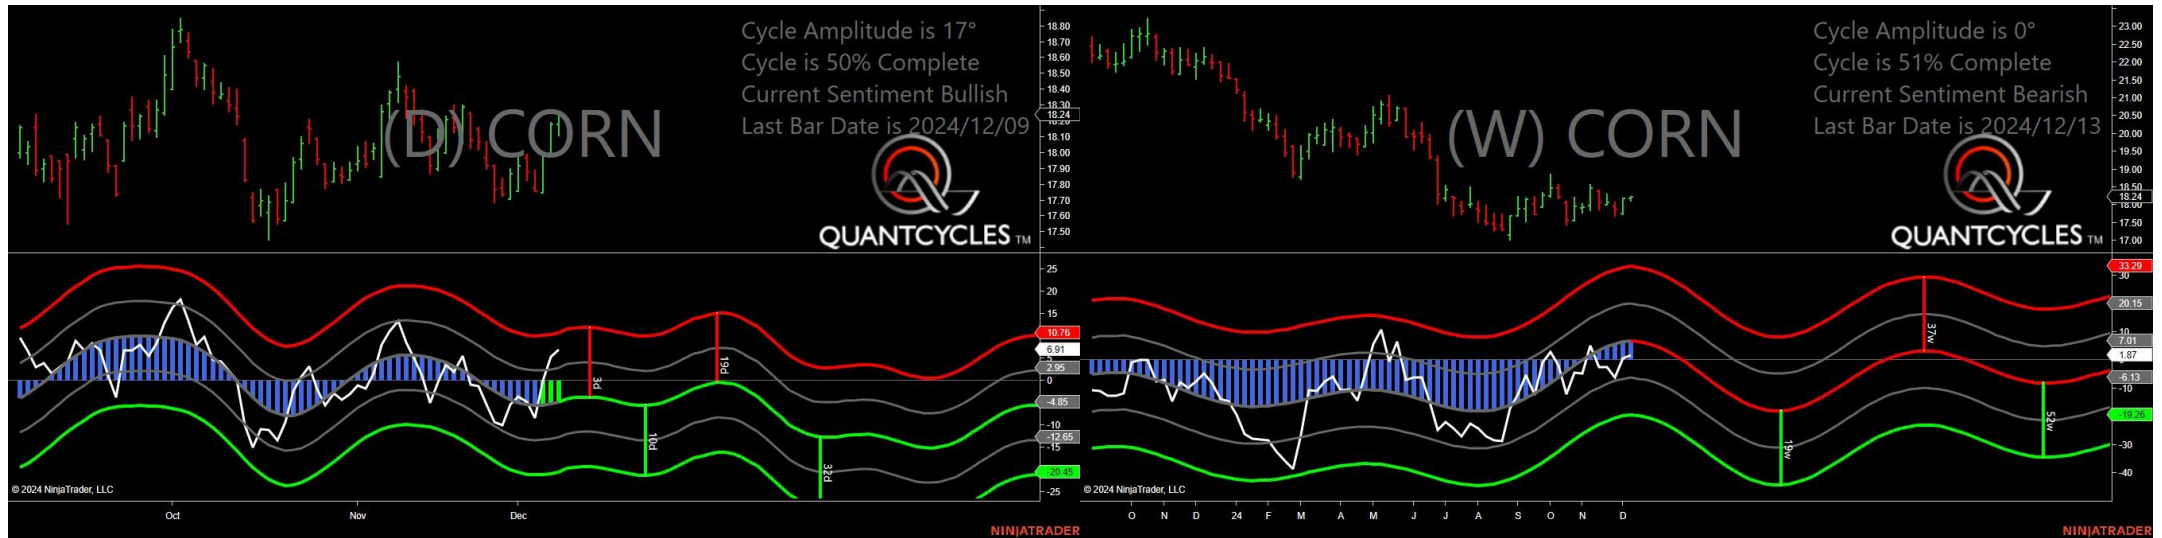 Cycle Amplitude is 17°
Cycle is 50% Complete
Current Sentiment Bullish
Last Bar Date is 2024/12/09
(D) CORN
QUANTCYCLES TM
18.80
18.70
18.60
18.50
18.40
18.30
18.24
18.10
18.00
17.90
17.80
17.70
17.60
17.50
25
20
15
10.76
6.91
5
2.95
0
-4.85
-10
-12.65
-15
-20.45
-25
3d
10d
19d
32d
© 2024 NinjaTrader, LLC
Oct Nov Dec
NINJATRADER
Cycle Amplitude is 0°
Cycle is 51% Complete
Current Sentiment Bearish
Last Bar Date is 2024/12/13
(W) CORN
QUANTCYCLES TM
23.00
22.50
22.00
21.50
21.00
20.50
20.00
19.50
19.00
18.50
18.24
18.00
17.50
17.00
33.29
30
20.15
10
7.01
1.87
-6.13
-10
-19.26
-30
-40
19w
37w
52w
© 2024 NinjaTrader, LLC
O N D 24 F M A M J J A S O N D
NINJATRADER